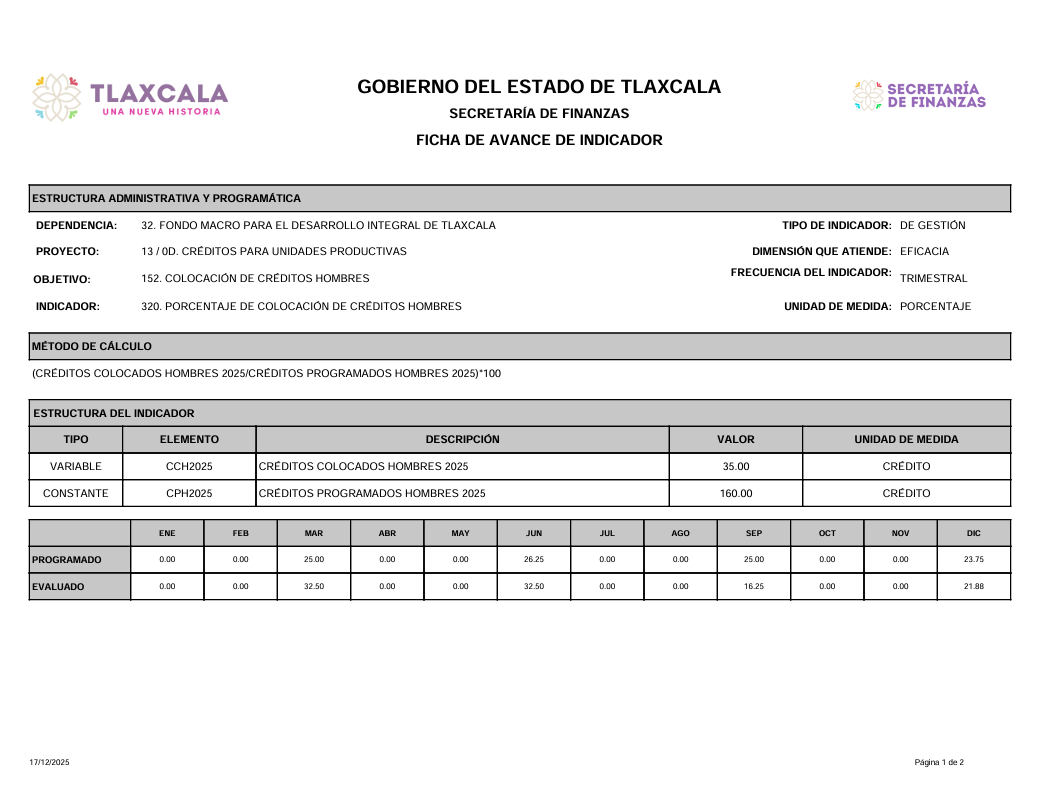 TLAXCALA
UNA NUEVA HISTORIA
GOBIERNO DEL ESTADO DE TLAXCALA
SECRETARÍA DE FINANZAS
FICHA DE AVANCE DE INDICADOR
SECRETARÍA
DE FINANZAS
ESTRUCTURA ADMINISTRATIVA Y PROGRAMÁTICA
DEPENDENCIA: 32. FONDO MACRO PARA EL DESARROLLO INTEGRAL DE TLAXCALA TIPO DE INDICADOR: DE GESTIÓN
PROYECTO: 13 / 0D. CRÉDITOS PARA UNIDADES PRODUCTIVAS DIMENSIÓN QUE ATIENDE: EFICACIA
OBJETIVO: 152. COLOCACIÓN DE CRÉDITOS HOMBRES FRECUENCIA DEL INDICADOR: TRIMESTRAL
INDICADOR: 320. PORCENTAJE DE COLOCACIÓN DE CRÉDITOS HOMBRES UNIDAD DE MEDIDA: PORCENTAJE
MÉTODO DE CÁLCULO
(CRÉDITOS COLOCADOS HOMBRES 2025/CRÉDITOS PROGRAMADOS HOMBRES 2025)*100
ESTRUCTURA DEL INDICADOR
TIPO ELEMENTO DESCRIPCIÓN VALOR UNIDAD DE MEDIDA
VARIABLE CCH2025 CRÉDITOS COLOCADOS HOMBRES 2025 35.00 CRÉDITO
CONSTANTE CPH2025 CRÉDITOS PROGRAMADOS HOMBRES 2025 160.00 CRÉDITO
ENE FEB MAR ABR MAY JUN JUL AGO SEP OCT NOV DIC
PROGRAMADO 0.00 0.00 25.00 0.00 0.00 26.25 0.00 0.00 25.00 0.00 0.00 23.75
EVALUADO 0.00 0.00 32.50 0.00 0.00 32.50 0.00 0.00 16.25 0.00 0.00 21.88
17/12/2025 Página 1 de 2